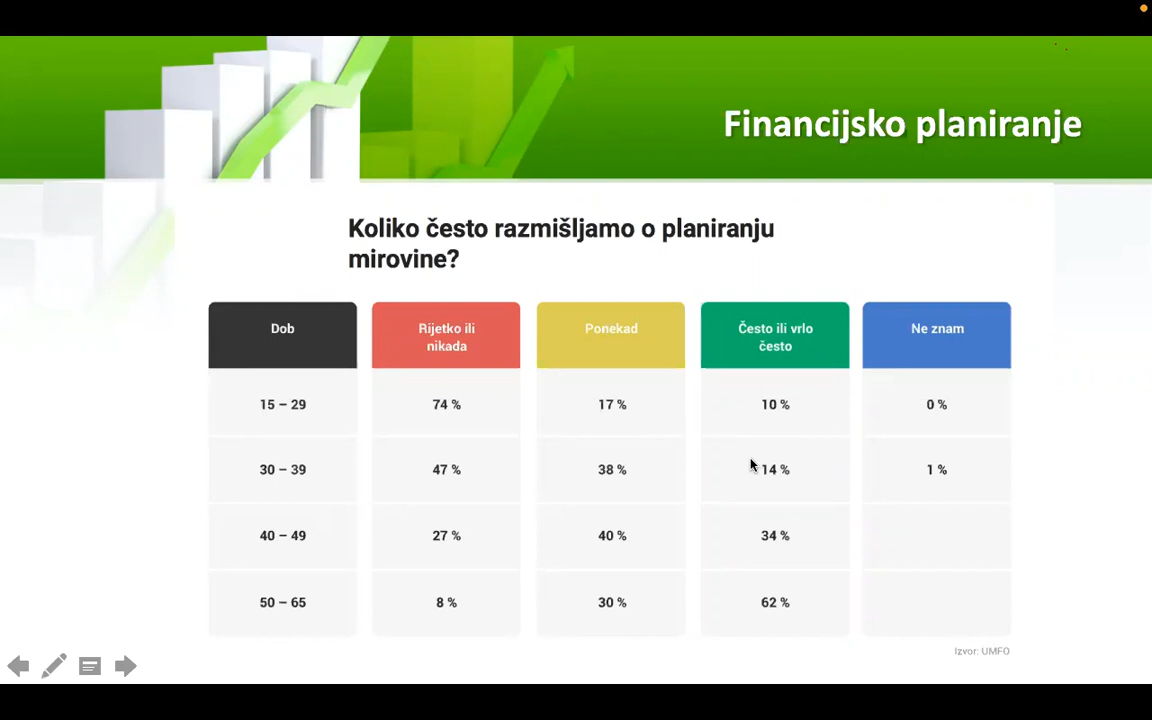 Financijsko planiranje
Koliko često razmišljamo o planiranju
mirovine?
Dob
Rijetko ili
nikada
Ponekad
Često ili vrlo
često
Ne znam
15 – 29
74 %
17 %
10 %
0 %
30 – 39
47 %
38 %
14 %
1 %
40 – 49
27 %
40 %
34 %
50 – 65
8 %
30 %
62 %
Izvor: UMFO